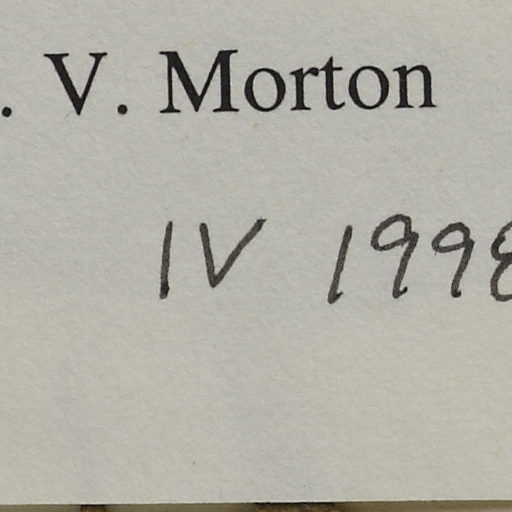 . V. Morton
IV 1998